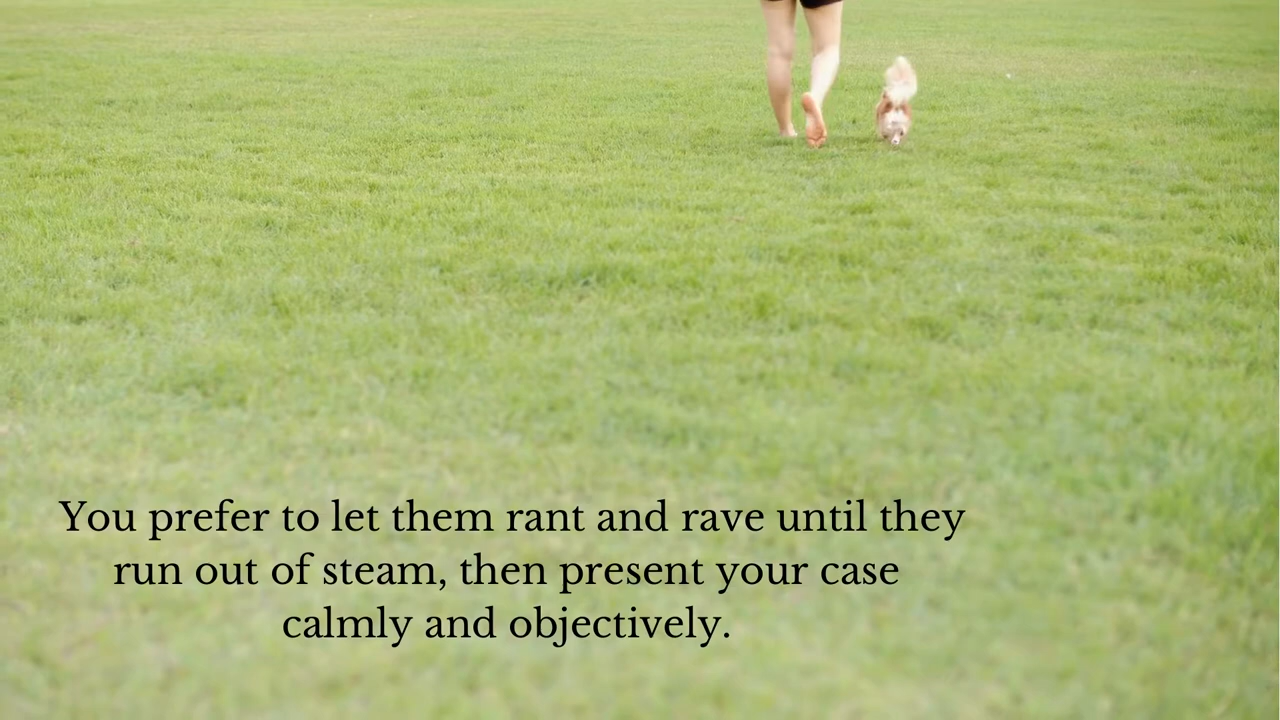 You prefer to let them rant and rave until they
run out of steam, then present your case
calmly and objectively.